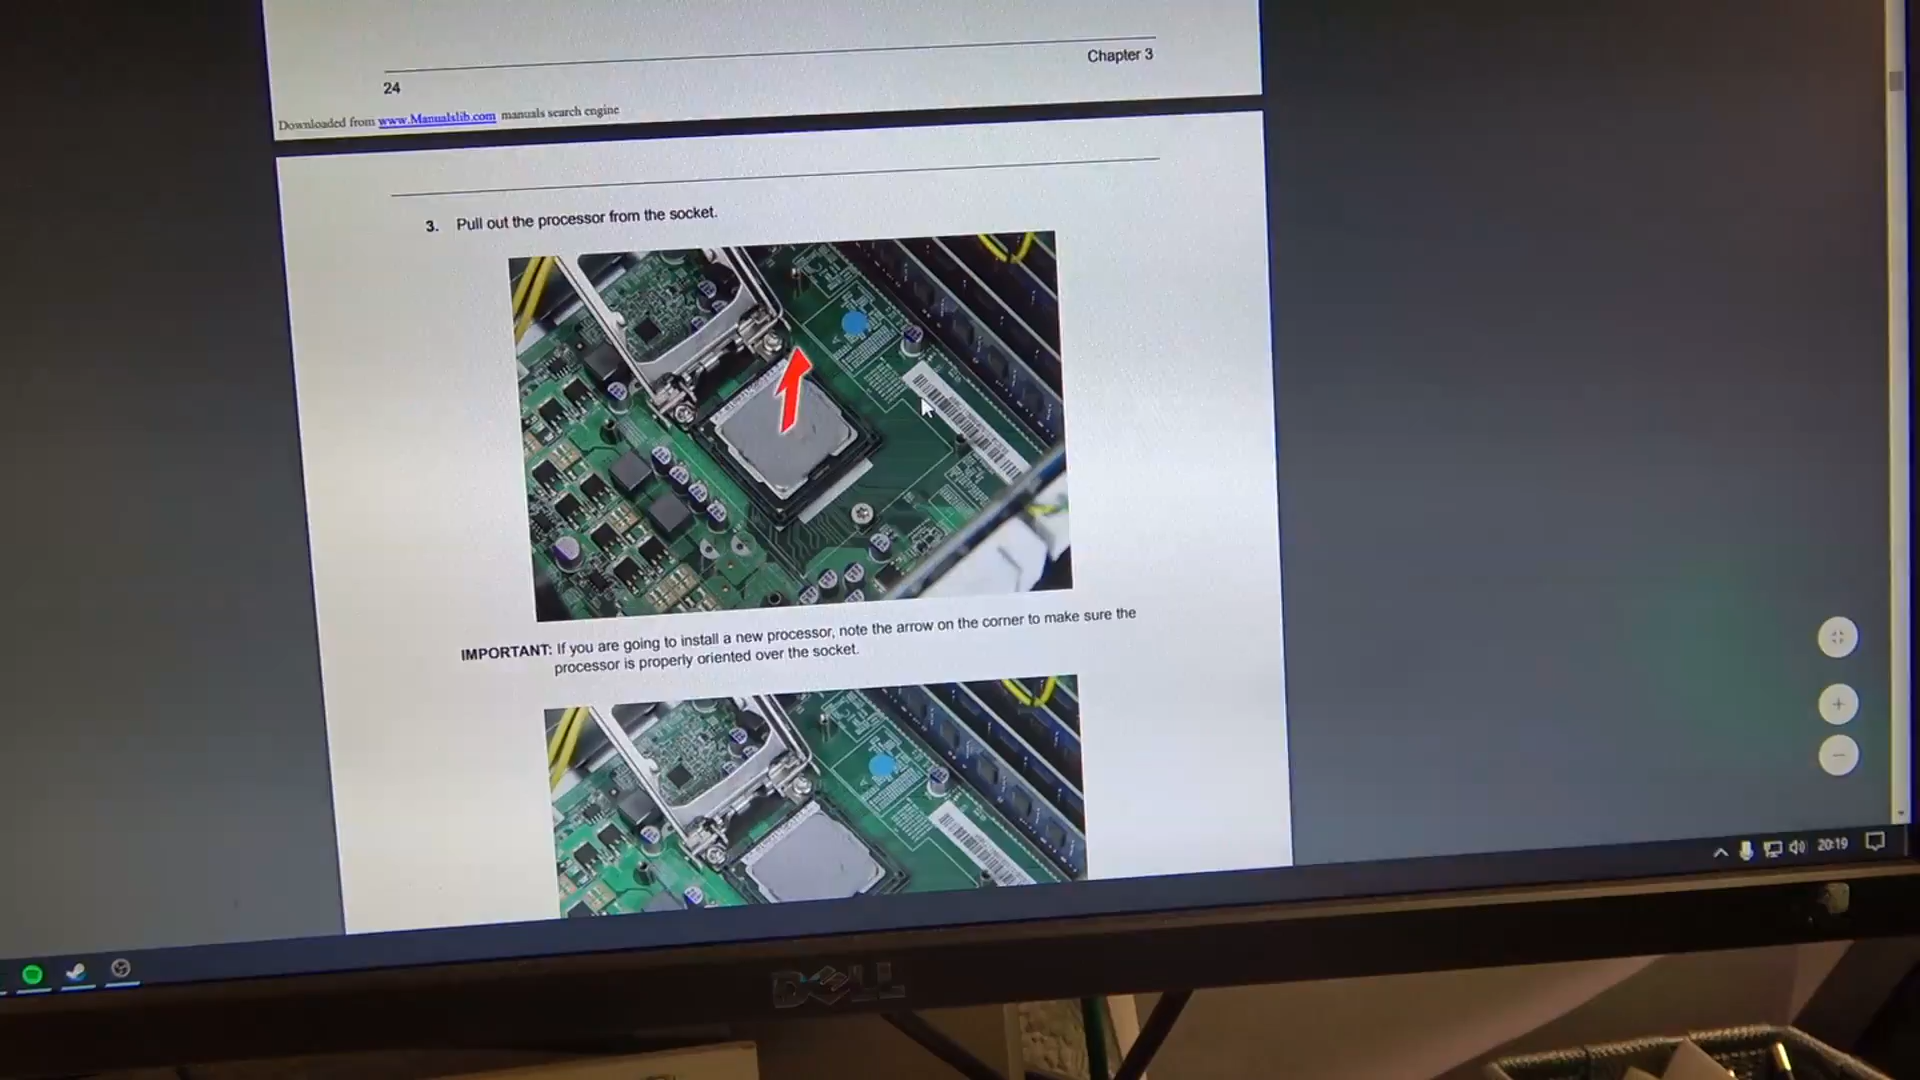 Chapter 3
24
Downloaded from www.Manualslib.com manuals search engine
3. Pull out the processor from the socket.
IMPORTANT: If you are going to install a new processor, note the arrow on the corner to make sure the
processor is properly oriented over the socket.
20:19
DELL